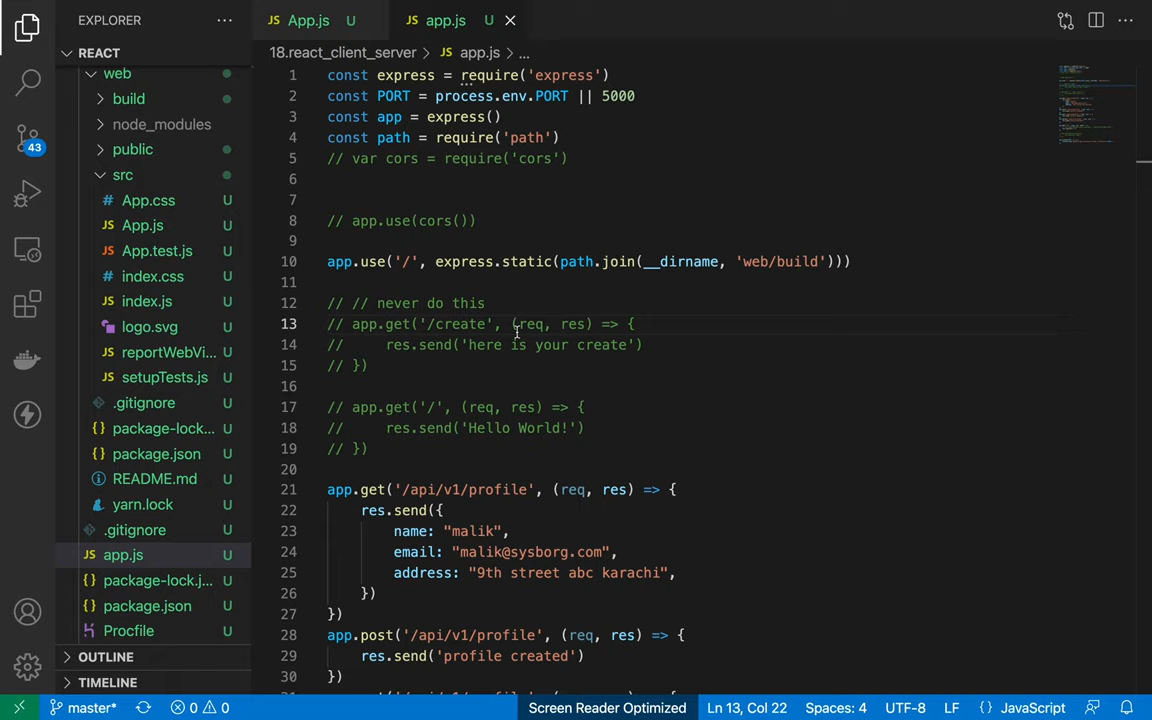 EXPLORER
App.js U
app.js U
REACT
18.react_client_server > JS app.js > ...
web
build
node_modules
public
src
# App.css U
JS App.js U
JS App.test.js U
# index.css U
JS index.js U
logo.svg U
JS reportWebVi... U
JS setupTests.js U
.gitignore U
{} package-lock... U
{} package.json U
README.md U
yarn.lock U
.gitignore U
JS app.js U
{} package-lock.j... U
{} package.json U
Procfile U
OUTLINE
TIMELINE
43
1 const express = require('express')
2 const PORT = process.env.PORT || 5000
3 const app = express()
4 const path = require('path')
5 // var cors = require('cors')
6
7
8 // app.use(cors())
9
10 app.use('/', express.static(path.join(__dirname, 'web/build')))
11
12 // // never do this
13 // app.get('/create', (req, res) => {
14 //     res.send('here is your create')
15 // })
16
17 // app.get('/', (req, res) => {
18 //     res.send('Hello World!')
19 // })
20
21 app.get('/api/v1/profile', (req, res) => {
22     res.send({
23         name: "malik",
24         email: "malik@sysborg.com",
25         address: "9th street abc karachi",
26     })
27 })
28 app.post('/api/v1/profile', (req, res) => {
29     res.send('profile created')
30 })
master* 0 0 Screen Reader Optimized Ln 13, Col 22 Spaces: 4 UTF-8 LF {} JavaScript